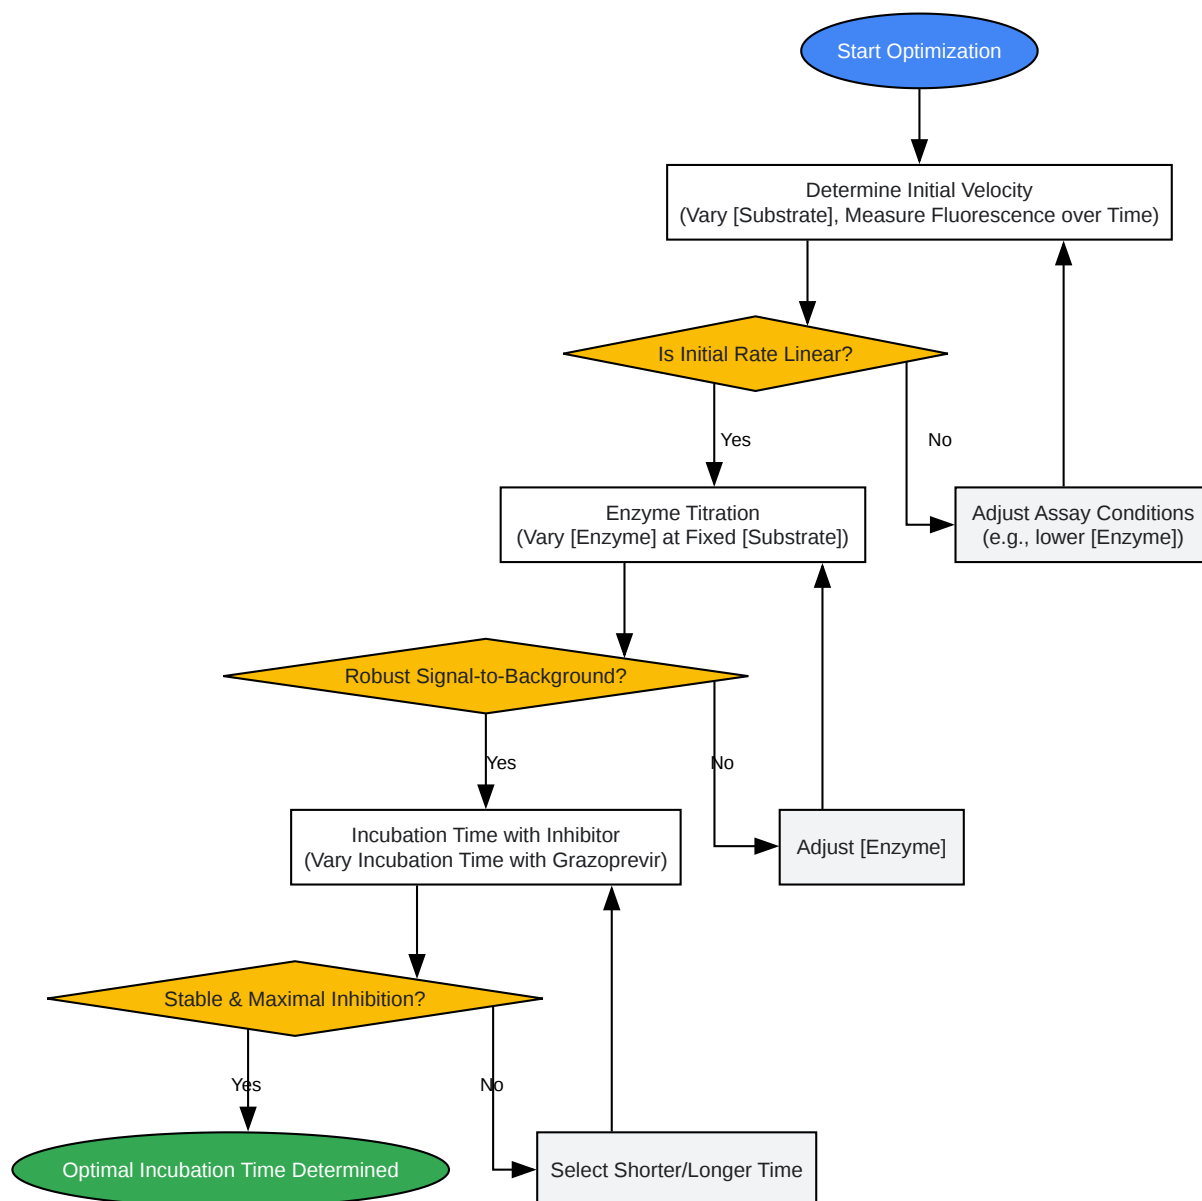 Start Optimization
Determine Initial Velocity
(Vary [Substrate], Measure Fluorescence over Time)
Is Initial Rate Linear?
Yes
No
Enzyme Titration
(Vary [Enzyme] at Fixed [Substrate])
Adjust Assay Conditions
(e.g., lower [Enzyme])
Robust Signal-to-Background?
Yes
No
Incubation Time with Inhibitor
(Vary Incubation Time with Grazoprevir)
Adjust [Enzyme]
Stable & Maximal Inhibition?
Yes
No
Optimal Incubation Time Determined
Select Shorter/Longer Time